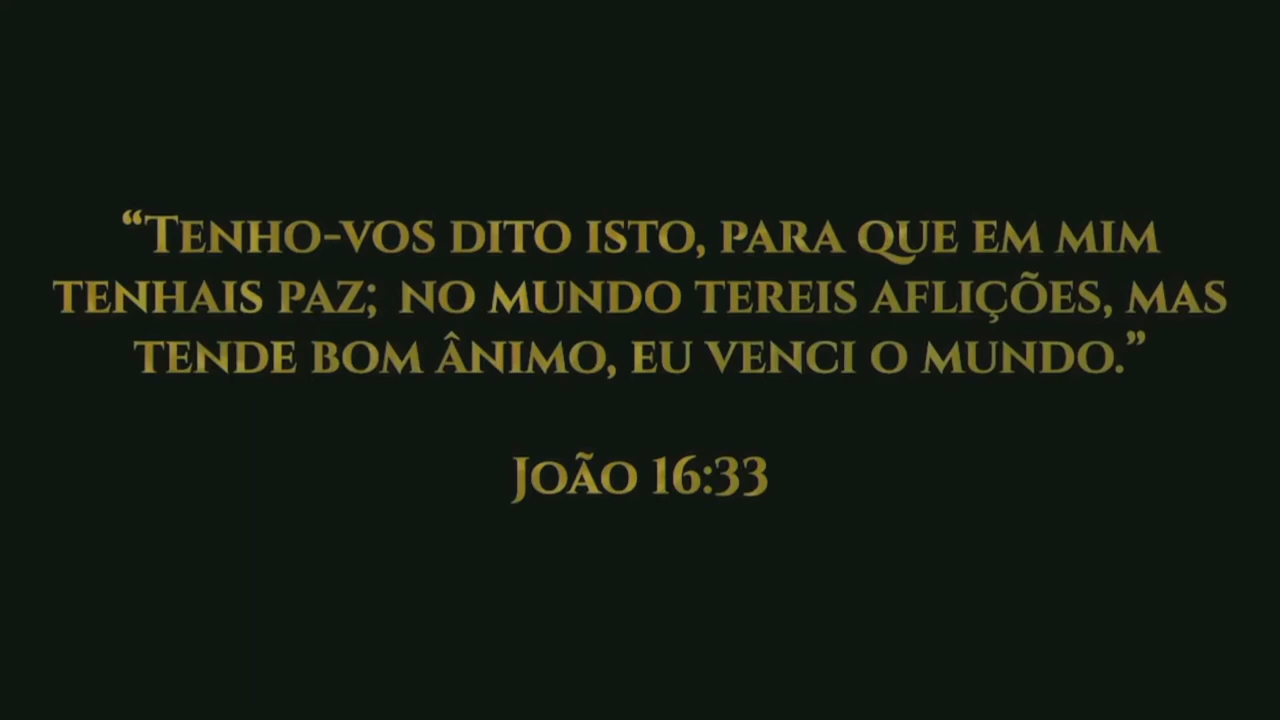 “Tenho-vos dito isto, para que em mim
tenhais paz; no mundo tereis aflições, mas
tende bom ânimo, eu venci o mundo.”
João 16:33